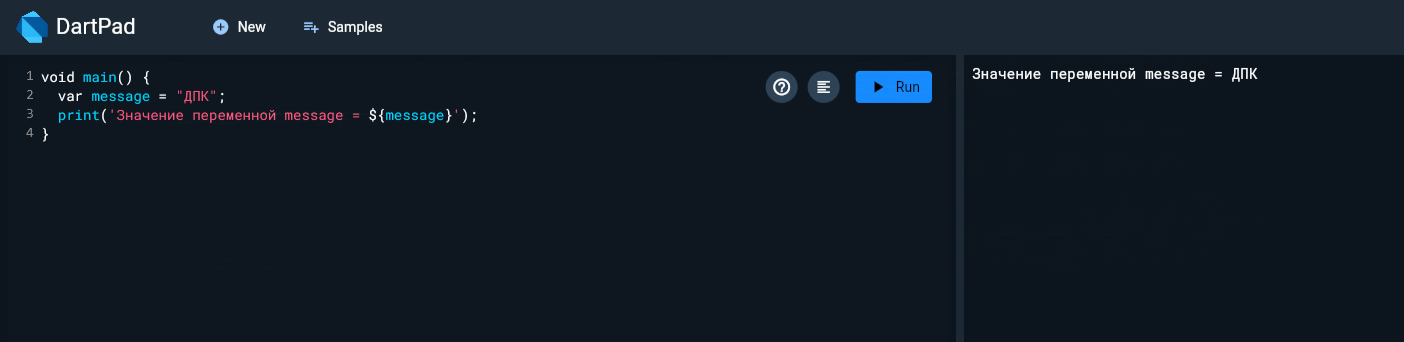 DartPad New Samples
1 void main() {
2 var message = "ДПК";
3 print('Значение переменной message = ${message}');
4 }
Run
Значение переменной message = ДПК